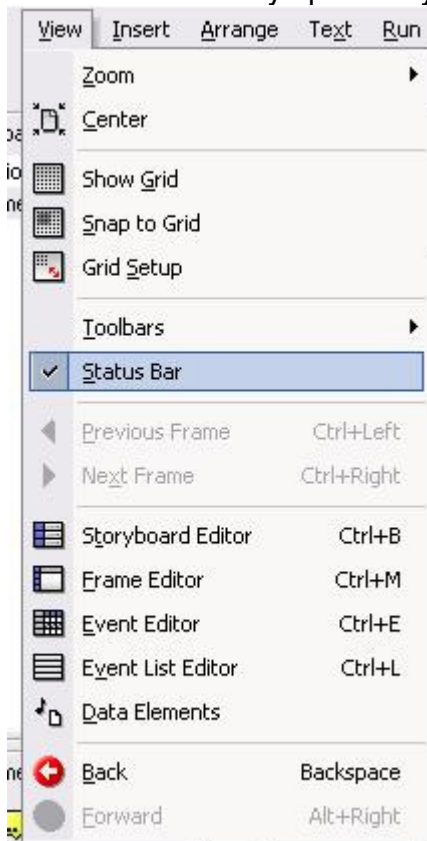 View Insert Arrange Text Run
Zoom
Center
Show Grid
Snap to Grid
Grid Setup
Toolbars
Status Bar
Previous Frame Ctrl+Left
Next Frame Ctrl+Right
Storyboard Editor Ctrl+B
Frame Editor Ctrl+M
Event Editor Ctrl+E
Event List Editor Ctrl+L
Data Elements
Back Backspace
Forward Alt+Right